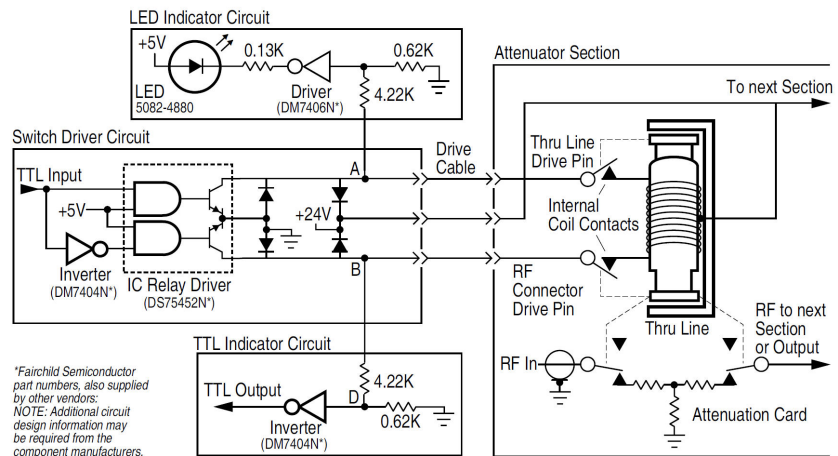 LED Indicator Circuit
+5V
0.13K
0.62K
LED
5082-4880
Driver
(DM7406N*)
4.22K
Attenuator Section
To next Section
Switch Driver Circuit
TTL Input
+5V
Inverter
(DM7404N*)
IC Relay Driver
(DS75452N*)
+24V
A
B
Drive
Cable
Thru Line
Drive Pin
Internal
Coil Contacts
RF
Connector
Drive Pin
Thru Line
RF to next
Section
or Output
RF In
Attenuation Card
TTL Indicator Circuit
TTL Output
4.22K
D
0.62K
Inverter
(DM7404N*)
*Fairchild Semiconductor
part numbers, also supplied
by other vendors:
NOTE: Additional circuit
design information may
be required from the
component manufacturers.